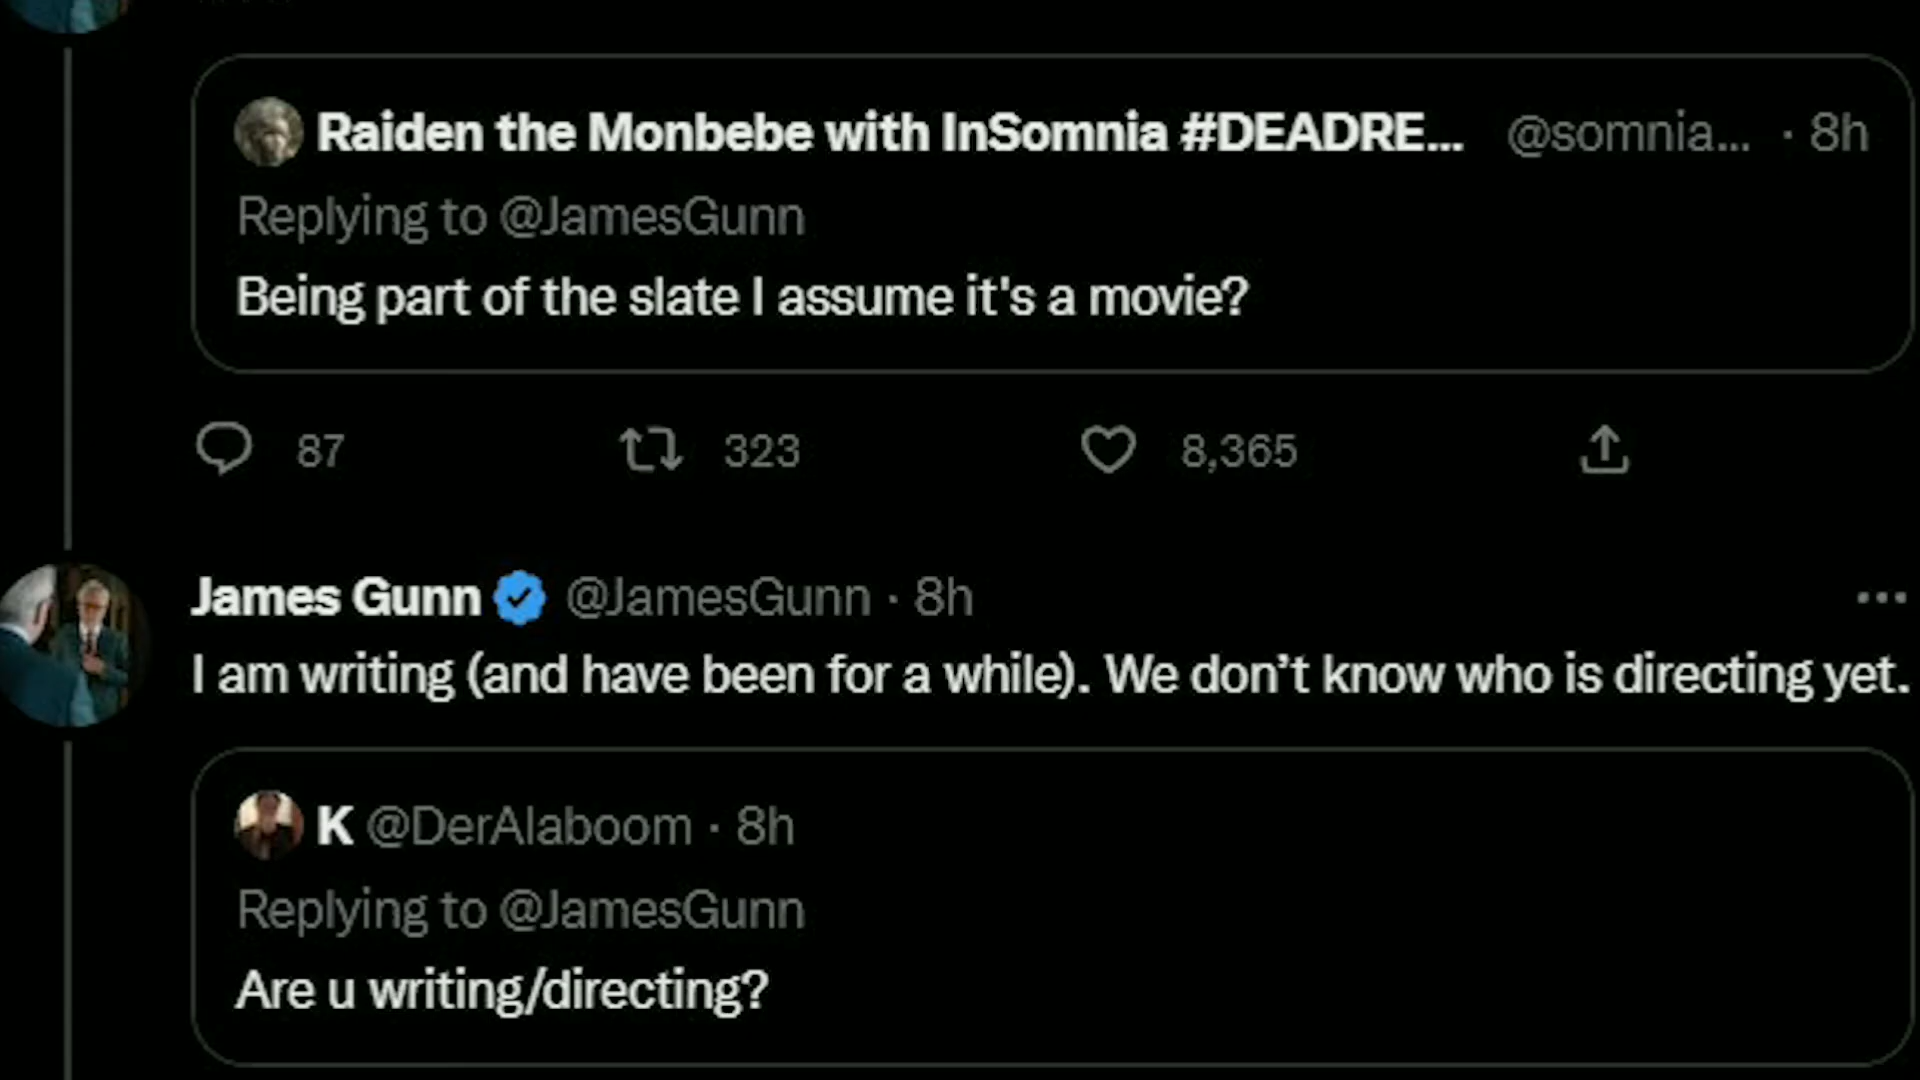 Raiden the Monbebe with InSomnia #DEADRE... @somnia... · 8h
Replying to @JamesGunn
Being part of the slate I assume it's a movie?
87 323 8,365
James Gunn @JamesGunn · 8h
I am writing (and have been for a while). We don’t know who is directing yet.
K @DerAlaboom · 8h
Replying to @JamesGunn
Are u writing/directing?